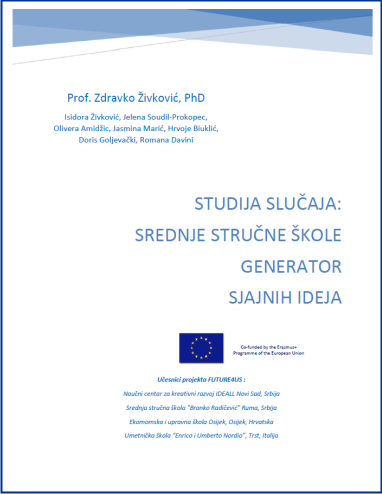 Prof. Zdravko Živković, PhD
Isidora Živković, Jelena Soudil-Prokopec,
Olivera Amidžic, Jasmina Marić, Hrvoje Biuklić,
Doris Goljevački, Romana Davini
STUDIJA SLUČAJA:
SREDNJE STRUČNE ŠKOLE
GENERATOR
SJAJNIH IDEJA
Co-funded by the Erasmus+
Programme of the European Union
Učesnici projekta FUTURE4US :
Naučni centar za kreativni razvoj IDEALL Novi Sad, Srbija
Srednja stručna škola "Branko Radičević" Ruma, Srbija
Ekonomska i upravna škola Osijek, Osijek, Hrvatska
Umetnička škola "Enrico i Umberto Nordio", Trst, Italija